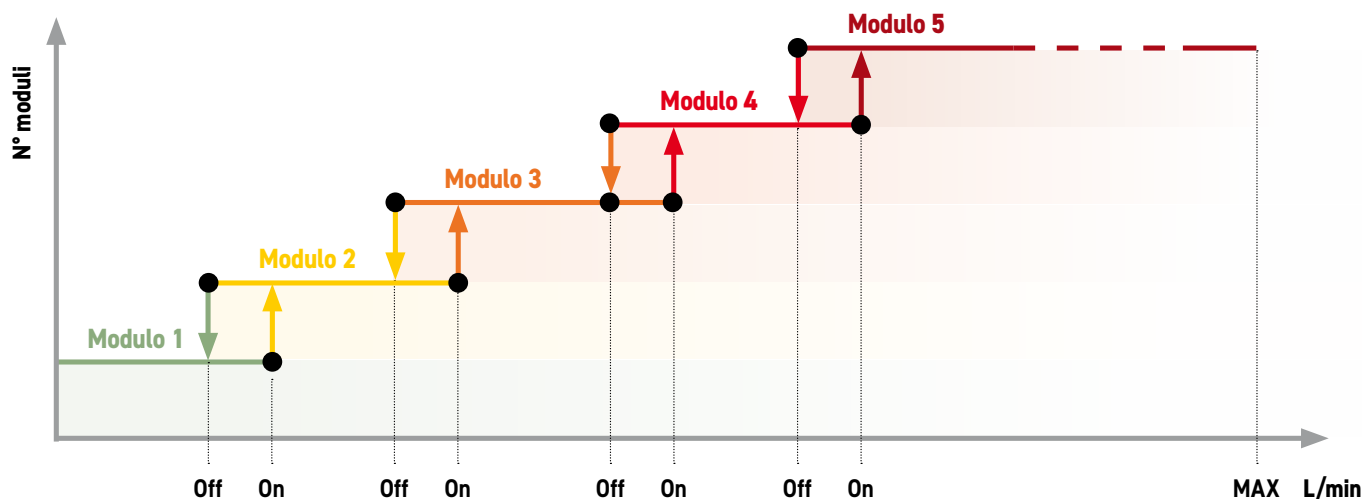 Modulo 5
Modulo 4
N° moduli
Modulo 3
Modulo 2
Modulo 1
Off On Off On Off On Off On MAX L/min